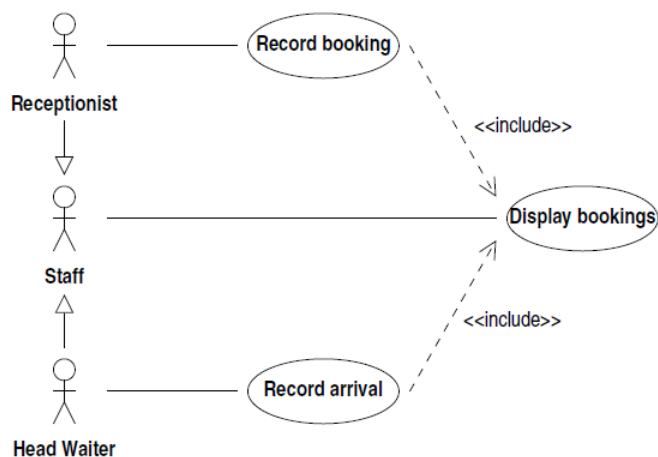 Record booking
Receptionist
<<include>>
Display bookings
Staff
<<include>>
Record arrival
Head Waiter